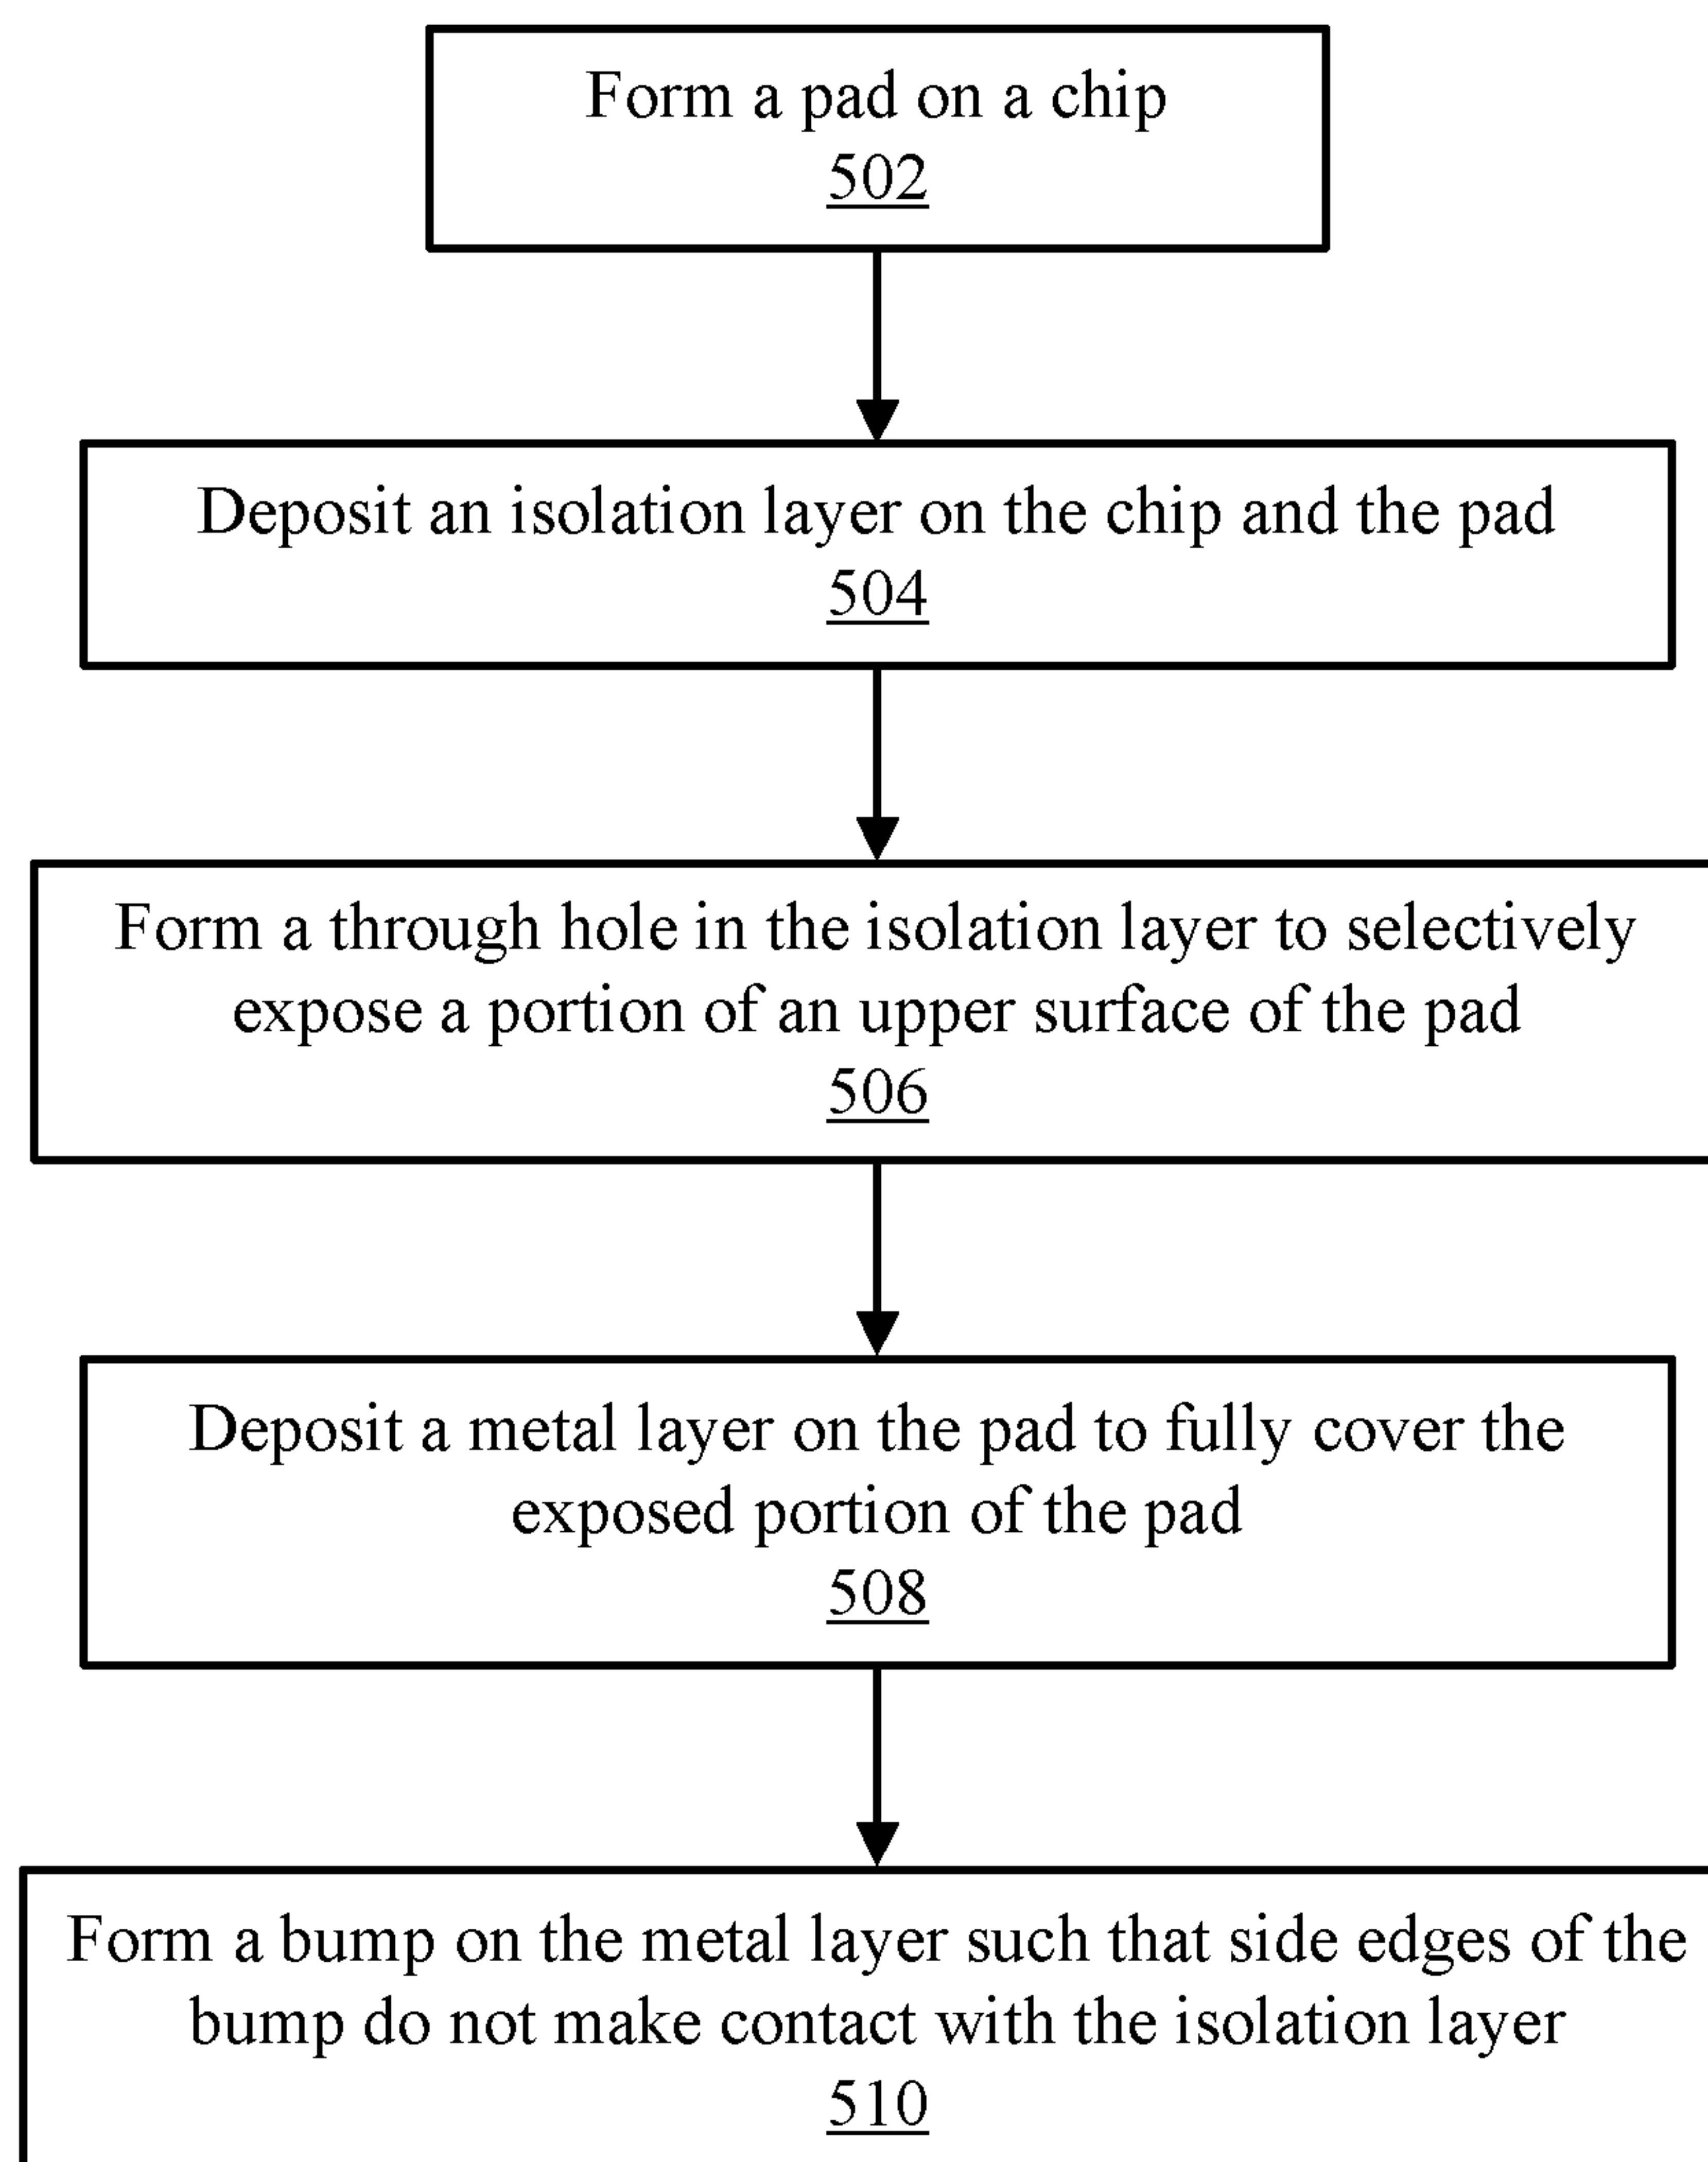 Form a pad on a chip
502
Deposit an isolation layer on the chip and the pad
504
Form a through hole in the isolation layer to selectively
expose a portion of an upper surface of the pad
506
Deposit a metal layer on the pad to fully cover the
exposed portion of the pad
508
Form a bump on the metal layer such that side edges of the
bump do not make contact with the isolation layer
510